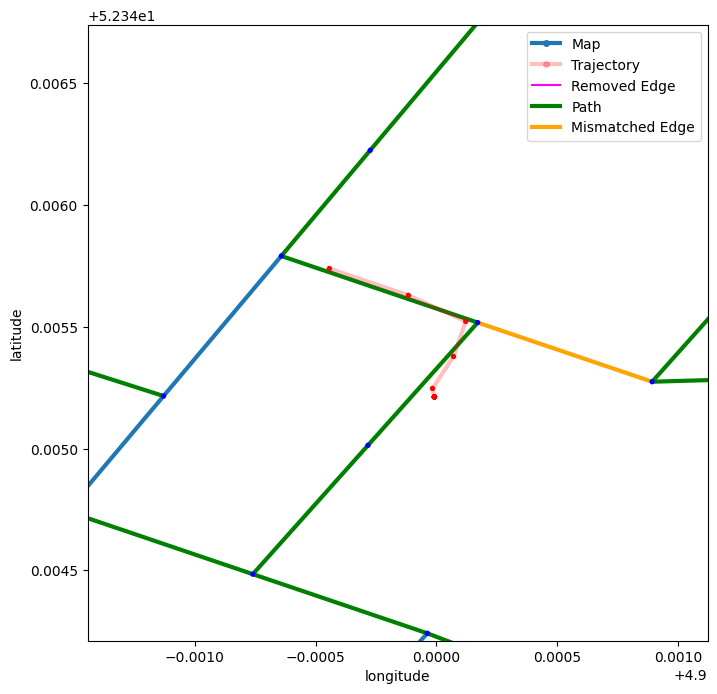 +5.234e1
Map
Trajectory
Removed Edge
Path
Mismatched Edge
0.0065
0.0060
0.0055
0.0050
0.0045
latitude
−0.0010
−0.0005
0.0000
0.0005
0.0010
longitude
+4.9